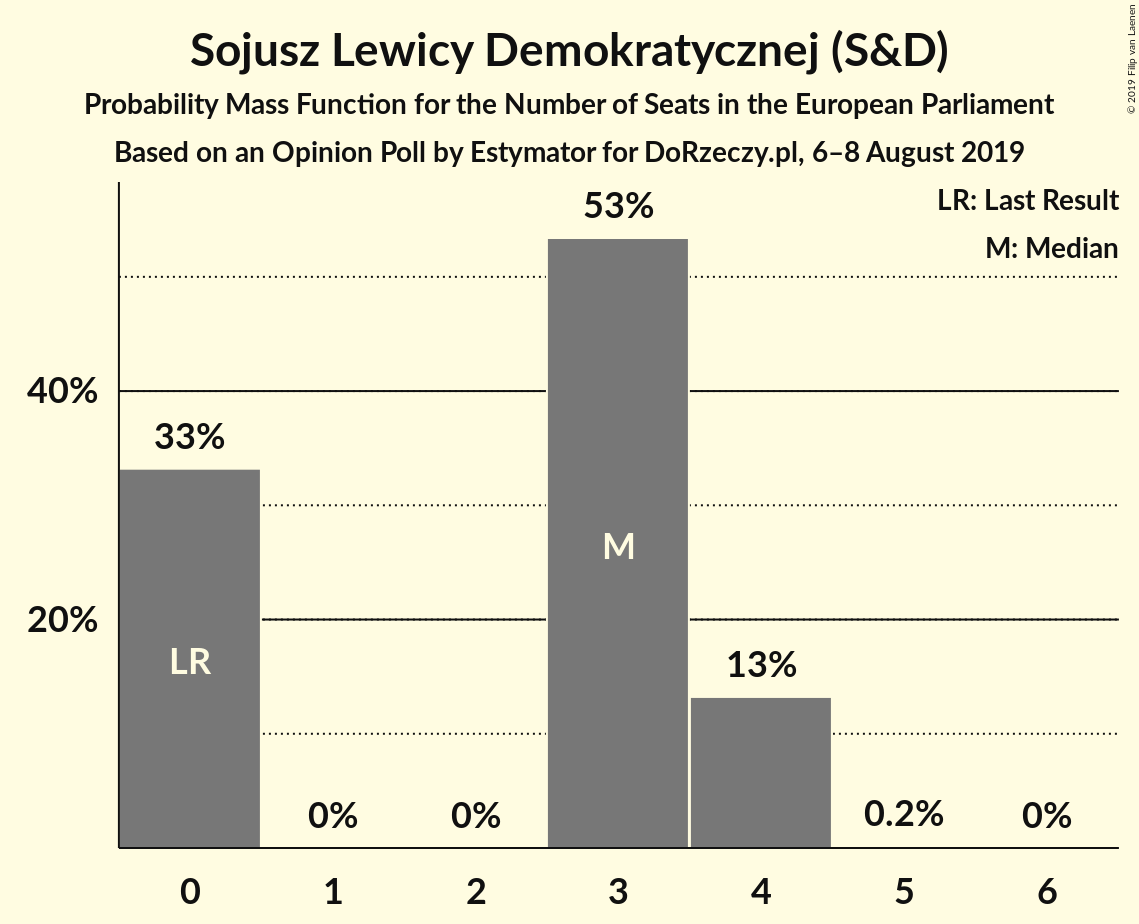 Sojusz Lewicy Demokratycznej (S&D)
Probability Mass Function for the Number of Seats in the European Parliament
Based on an Opinion Poll by Estymator for DoRzeczy.pl, 6–8 August 2019
© 2019 Filip van Laenen
LR: Last Result
M: Median
53%
40%
33%
M
20%
LR
13%
0%
0%
0.2%
0%
0 1 2 3 4 5 6